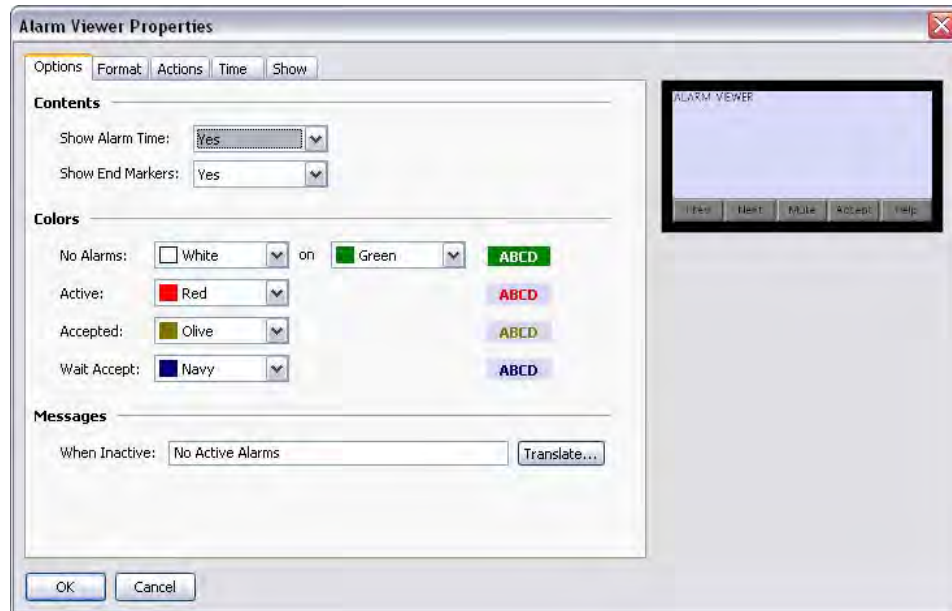 Alarm Viewer Properties
Options Format Actions Time Show
Contents
Show Alarm Time: Yes
Show End Markers: Yes
Colors
No Alarms: White on Green ABCD
Active: Red ABCD
Accepted: Olive ABCD
Wait Accept: Navy ABCD
Messages
When Inactive: No Active Alarms Translate...
OK Cancel
ALARM VIEWER
Prev Next Mute Accept Help